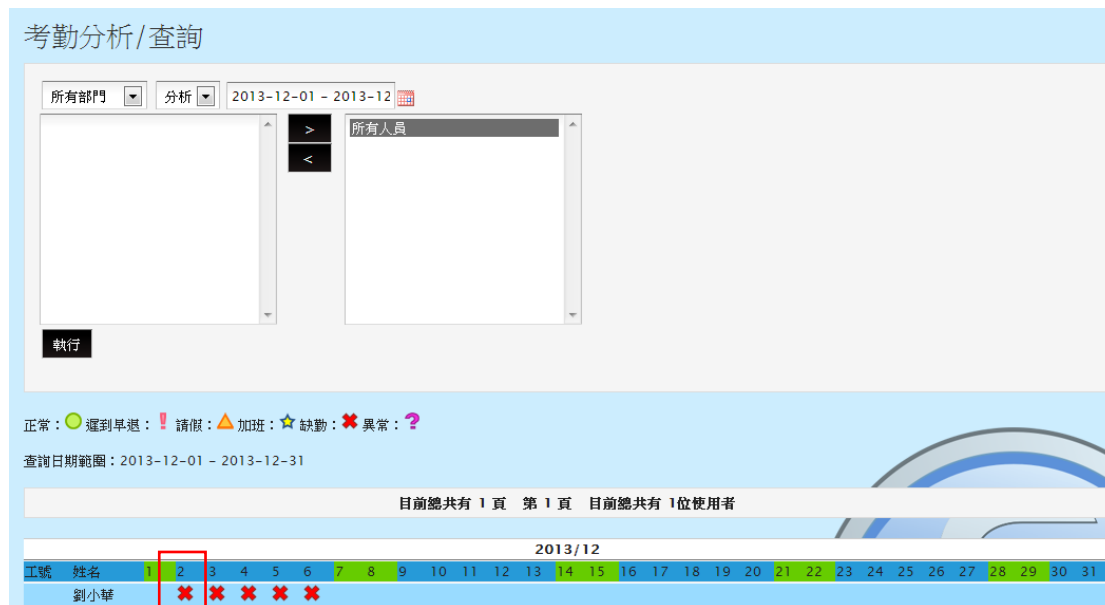 考勤分析/查詢
所有部門 分析 2013-12-01 - 2013-12
> 所有人員
<
執行
正常： 遲到早退： 請假： 加班： 缺勤： 異常：
查詢日期範圍：2013-12-01 - 2013-12-31
目前總共有 1 頁 第 1 頁 目前總共有 1位使用者
2013/12
工號 姓名 1 2 3 4 5 6 7 8 9 10 11 12 13 14 15 16 17 18 19 20 21 22 23 24 25 26 27 28 29 30 31
劉小華